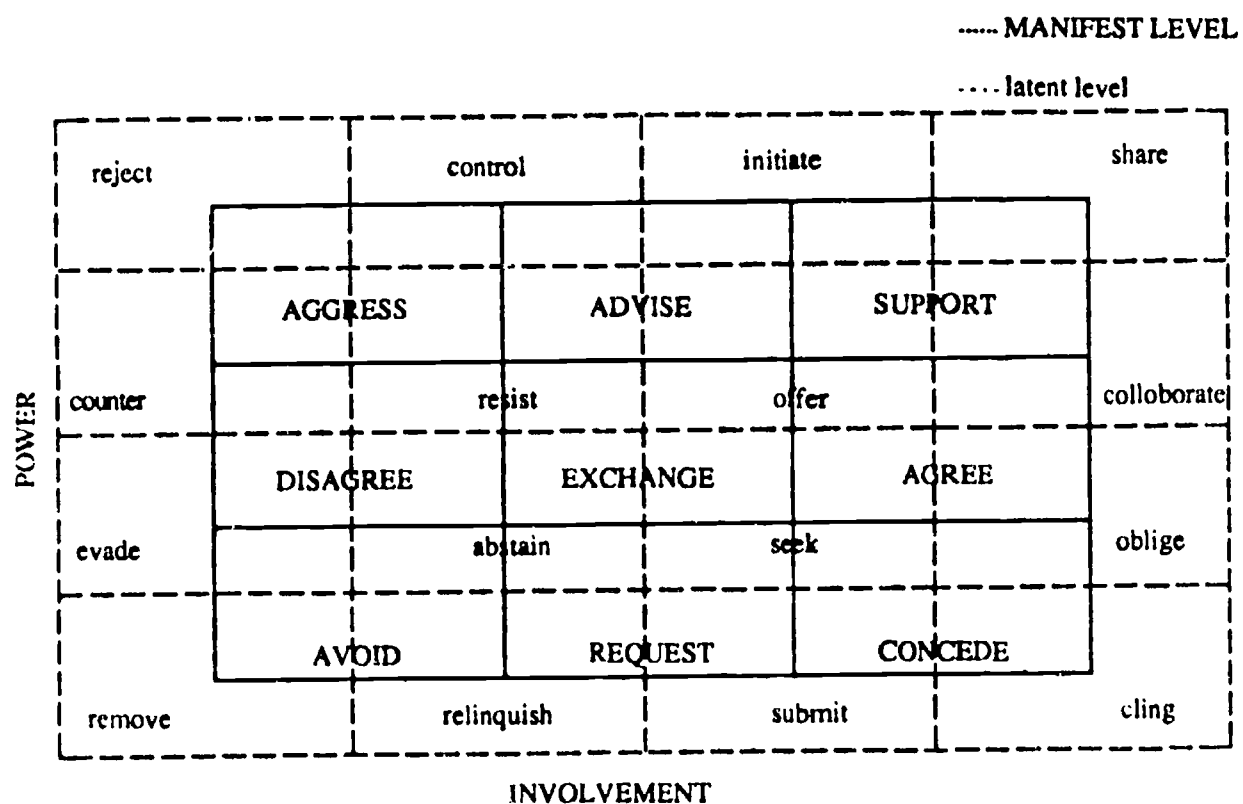 MANIFEST LEVEL
latent level
reject control initiate share
AGGRESS ADVISE SUPPORT
counter resist offer colloborate
POWER
DISAGREE EXCHANGE AGREE
evade abstain seek oblige
AVOID REQUEST CONCEDE
remove relinquish submit cling
INVOLVEMENT